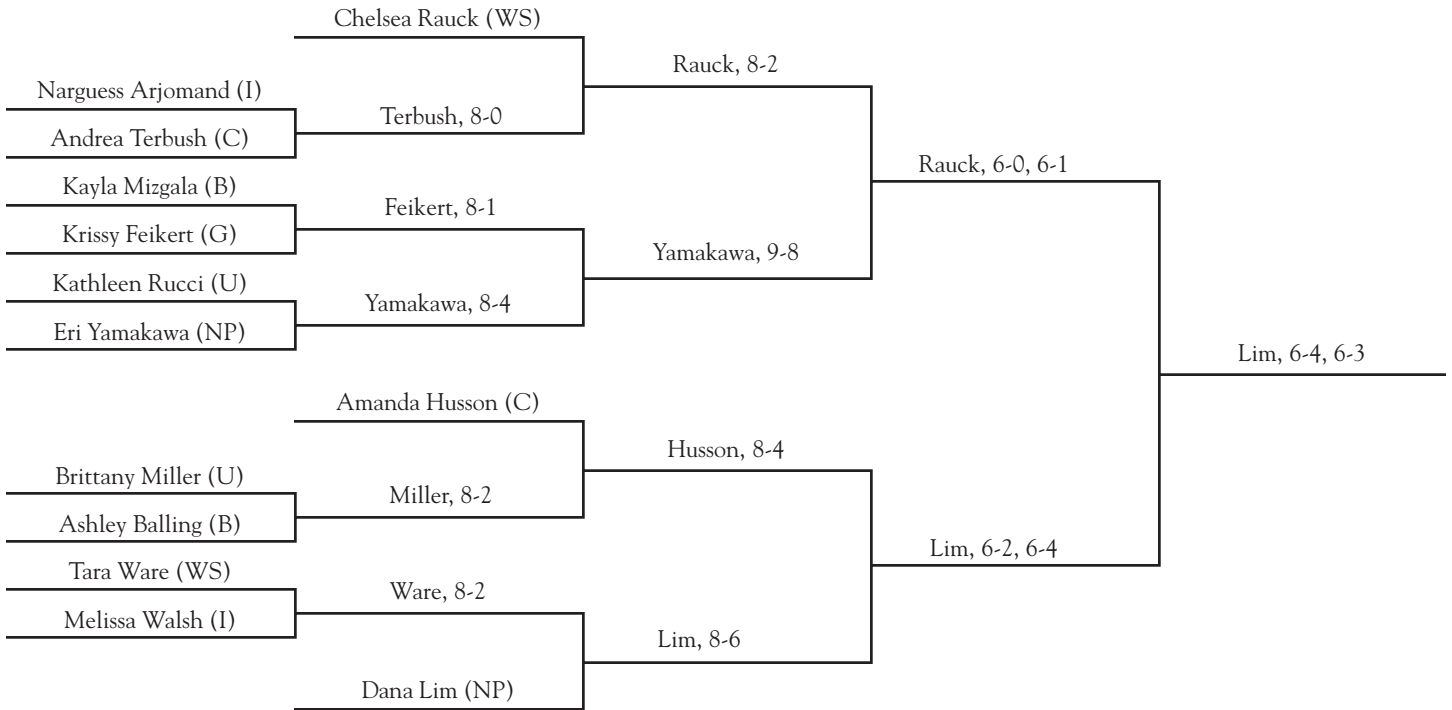 Chelsea Rauck (WS)
Rauck, 8-2
Narguess Arjomand (I)
Terbush, 8-0
Andrea Terbush (C)
Rauck, 6-0, 6-1
Kayla Mizgala (B)
Feikert, 8-1
Krissy Feikert (G)
Yamakawa, 9-8
Kathleen Rucci (U)
Yamakawa, 8-4
Eri Yamakawa (NP)
Lim, 6-4, 6-3
Amanda Husson (C)
Husson, 8-4
Brittany Miller (U)
Miller, 8-2
Ashley Balling (B)
Lim, 6-2, 6-4
Tara Ware (WS)
Ware, 8-2
Melissa Walsh (I)
Lim, 8-6
Dana Lim (NP)